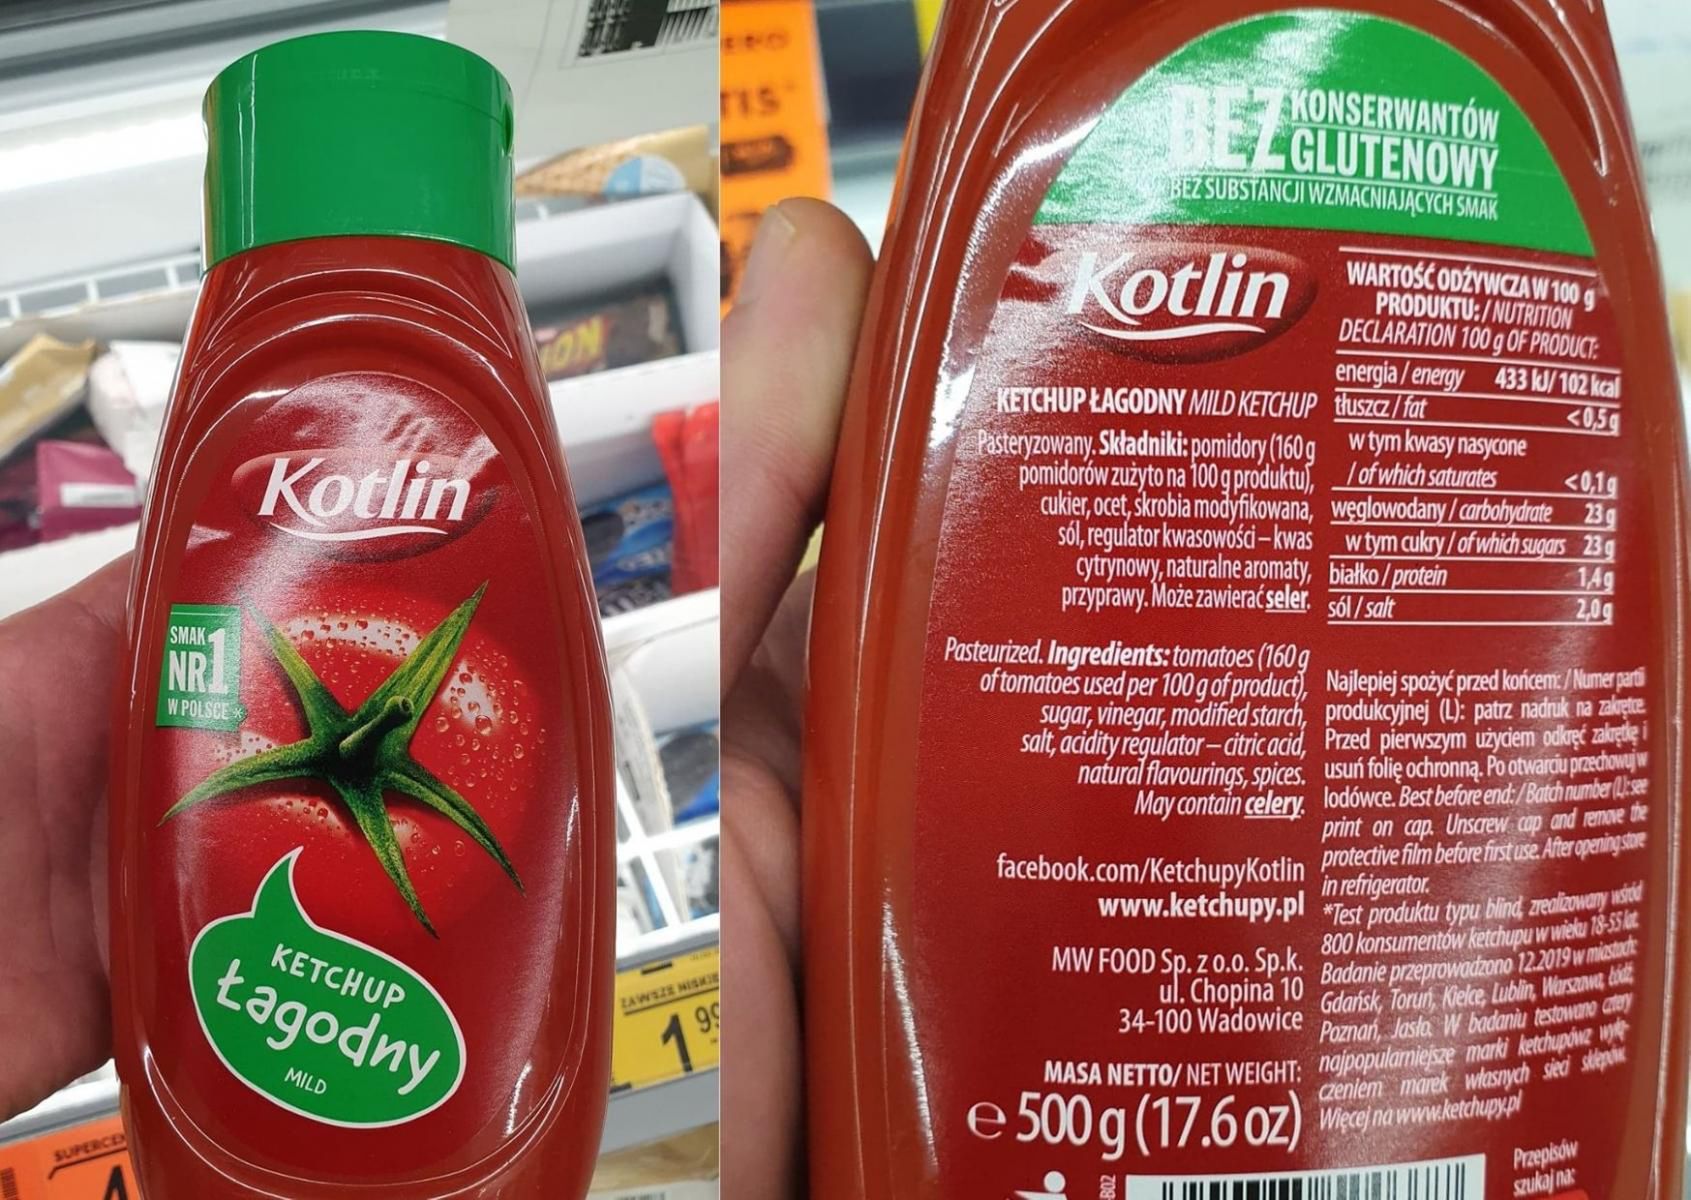 Kotlin
SMAK
NR1
W POLSCE*
KETCHUP
Łagodny
MILD
1 99
SUPERCEN
BEZ KONSERWANTÓW
GLUTENOWY
BEZ SUBSTANCJI WZMACNIAJĄCYCH SMAK
Kotlin
KETCHUP ŁAGODNY MILD KETCHUP
Pasteryzowany. Składniki: pomidory (160 g
pomidorów zużyto na 100 g produktu),
cukier, ocet, skrobia modyfikowana,
sól, regulator kwasowości – kwas
cytrynowy, naturalne aromaty,
przyprawy. Może zawierać seler.
Pasteurized. Ingredients: tomatoes (160 g
of tomatoes used per 100 g of product),
sugar, vinegar, modified starch,
salt, acidity regulator – citric acid,
natural flavourings, spices.
May contain celery.
facebook.com/KetchupyKotlin
www.ketchupy.pl
MW FOOD Sp. z o.o. Sp.k.
ul. Chopina 10
34-100 Wadowice
MASA NETTO/ NET WEIGHT:
e 500 g (17.6 oz)
WARTOŚĆ ODŻYWCZA W 100 g
PRODUKTU: / NUTRITION
DECLARATION 100 g OF PRODUCT:
energia / energy 433 kJ/ 102 kcal
tłuszcz / fat <0,5 g
w tym kwasy nasycone
/ of which saturates <0,1 g
węglowodany / carbohydrate 23 g
w tym cukry / of which sugars 23 g
białko / protein 1,4 g
sól / salt 2,0 g
Najlepiej spożyć przed końcem: / Numer partii
produkcyjnej (L): patrz nadruk na zakrętce.
Przed pierwszym użyciem odkręć zakrętkę i
usuń folię ochronną. Po otwarciu przechowuj w
lodówce. Best before end: / Batch number (L): see
print on cap. Unscrew cap and remove the
protective film before first use. After opening store
in refrigerator.
*Test produktu typu blind, zrealizowany wśród
800 konsumentów ketchupu w wieku 18-55 lat.
Badanie przeprowadzono 12.2019 w miastach:
Gdańsk, Toruń, Kielce, Lublin, Warszawa, Łódź,
Poznań, Jasło. W badaniu testowano cztery
najpopularniejsze marki ketchupów z wyłą-
czeniem marek własnych sieci sklepów.
Więcej na www.ketchupy.pl
Przepisów
szukaj na: